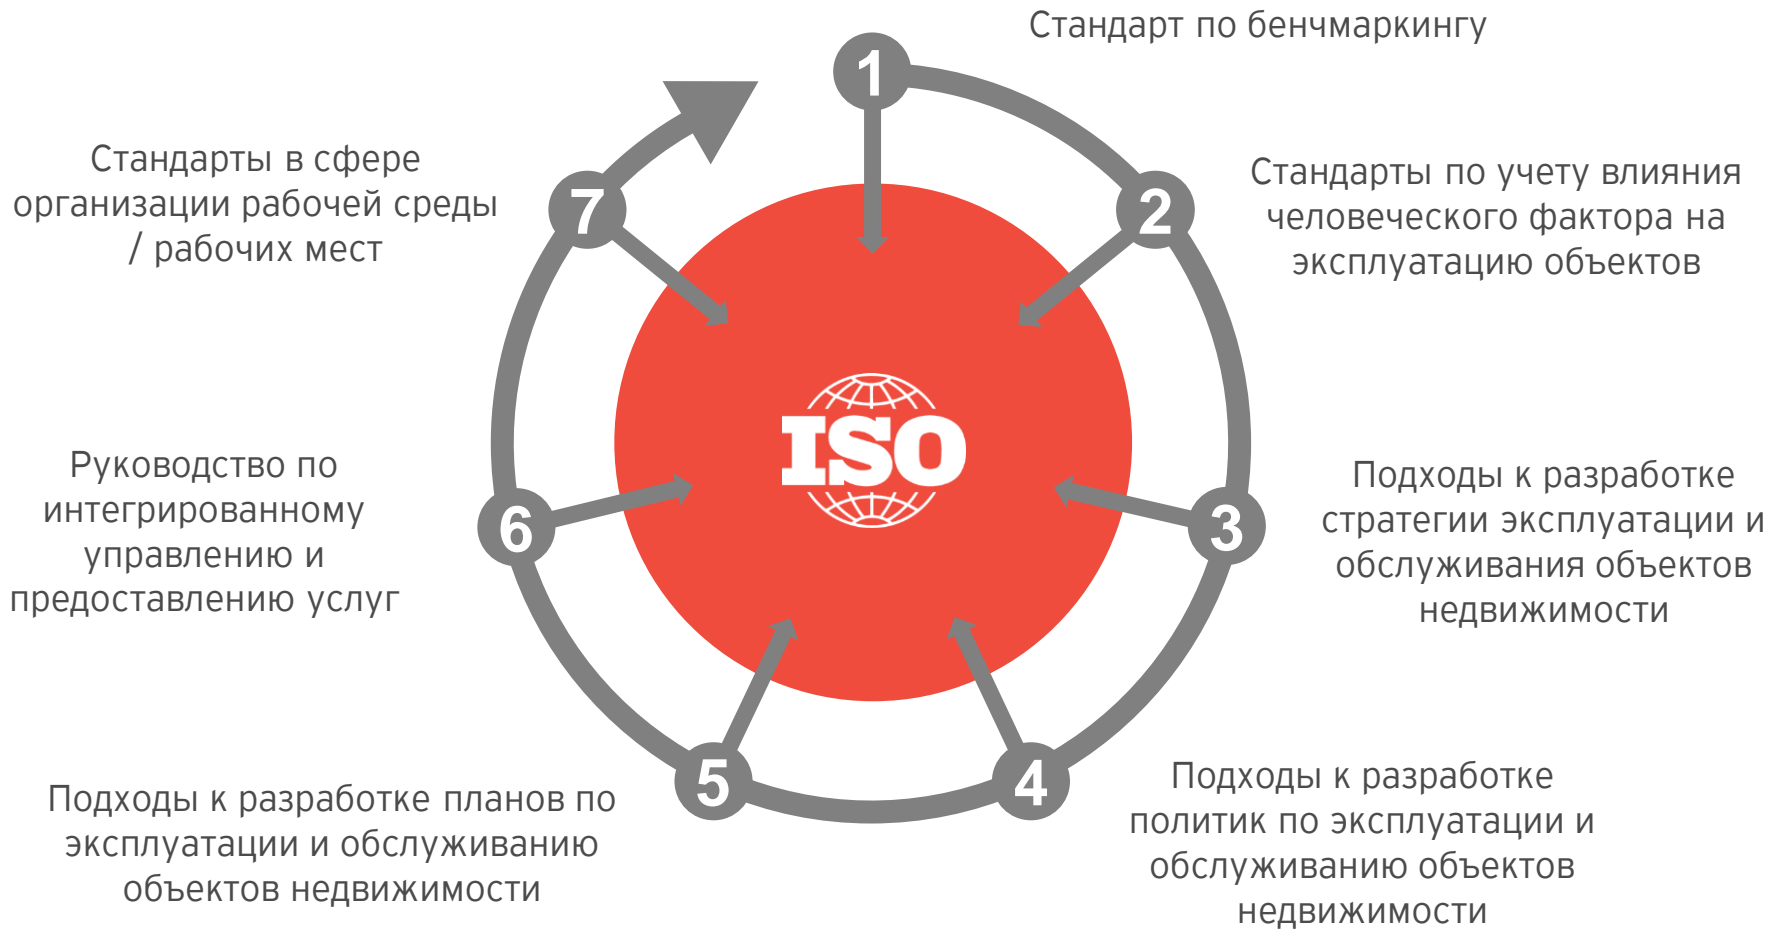 1
Стандарт по бенчмаркингу
2
Стандарты по учету влияния
человеческого фактора на
эксплуатацию объектов
3
Подходы к разработке
стратегии эксплуатации и
обслуживания объектов
недвижимости
4
Подходы к разработке
политик по эксплуатации и
обслуживанию объектов
недвижимости
5
Подходы к разработке планов по
эксплуатации и обслуживанию
объектов недвижимости
6
Руководство по
интегрированному
управлению и
предоставлению услуг
7
Стандарты в сфере
организации рабочей среды
/ рабочих мест
ISO